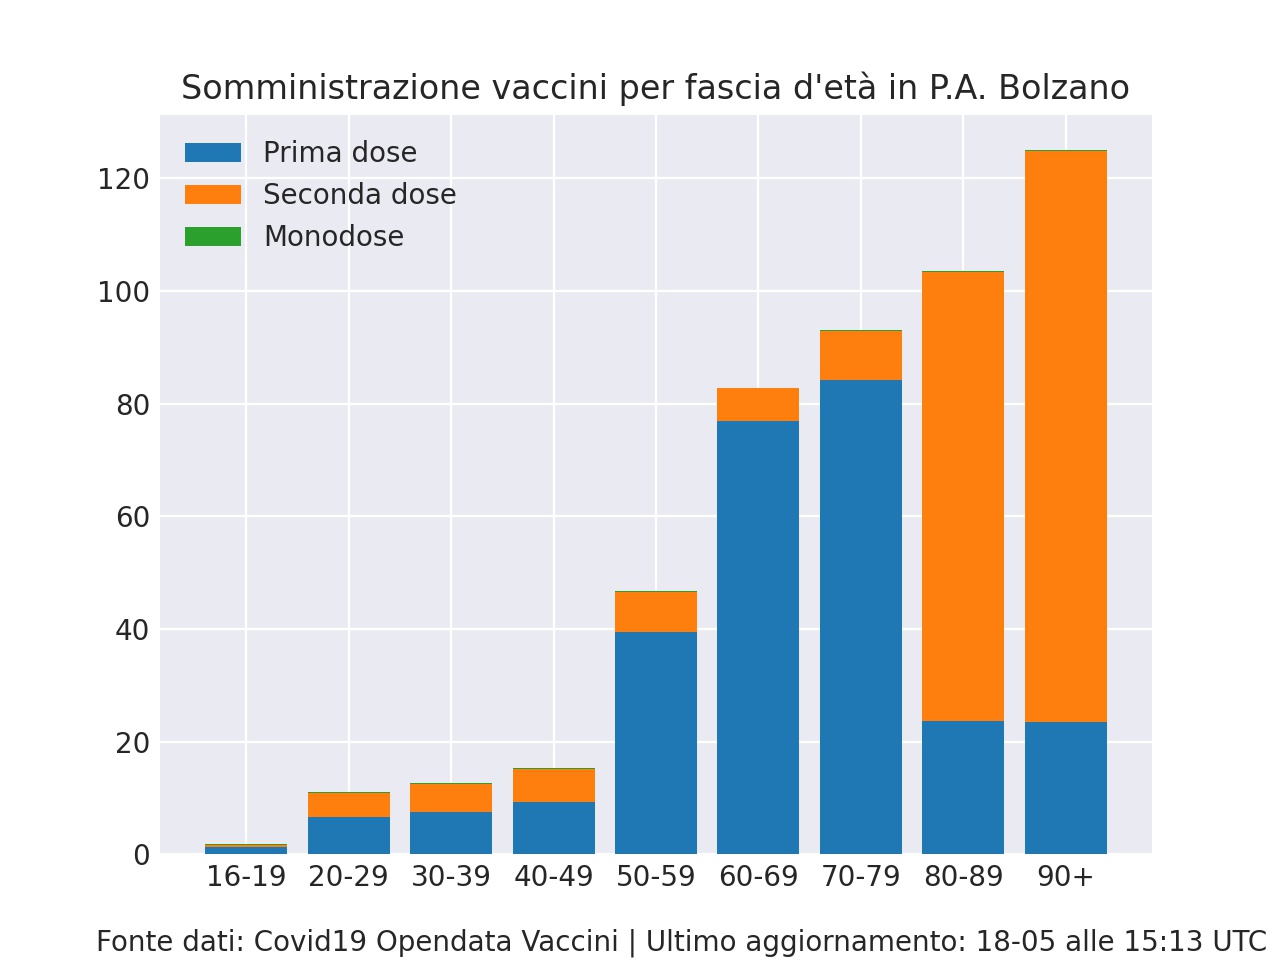 Somministrazione vaccini per fascia d'età in P.A. Bolzano
Prima dose
Seconda dose
Monodose
120
100
80
60
40
20
0
16-19 20-29 30-39 40-49 50-59 60-69 70-79 80-89 90+
Fonte dati: Covid19 Opendata Vaccini | Ultimo aggiornamento: 18-05 alle 15:13 UTC